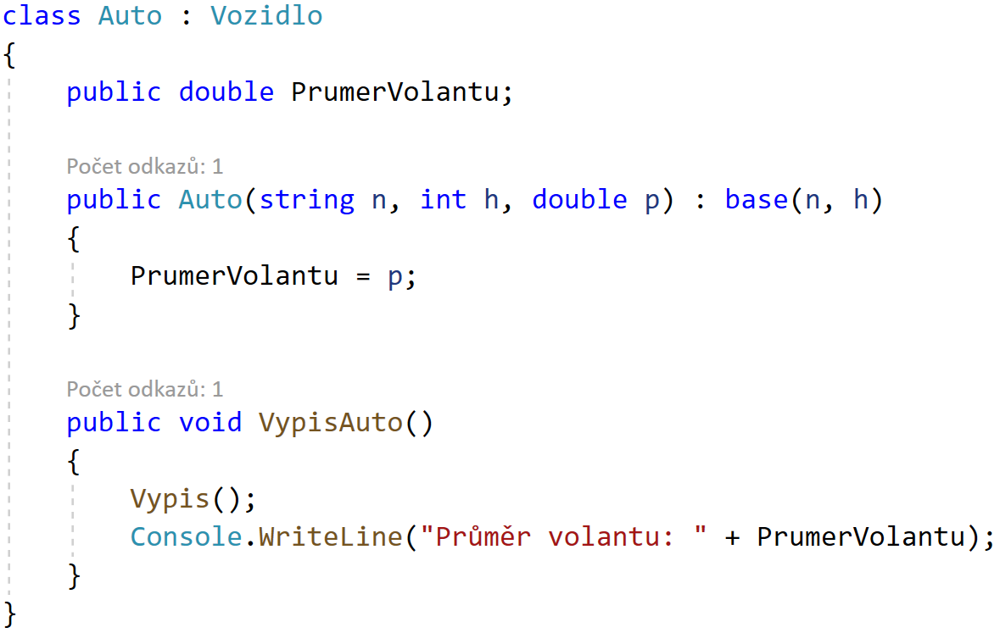 class Auto : Vozidlo
{
public double PrumerVolantu;
Počet odkazů: 1
public Auto(string n, int h, double p) : base(n, h)
{
PrumerVolantu = p;
}
Počet odkazů: 1
public void VypisAuto()
{
Vypis();
Console.WriteLine("Průměr volantu: " + PrumerVolantu);
}
}